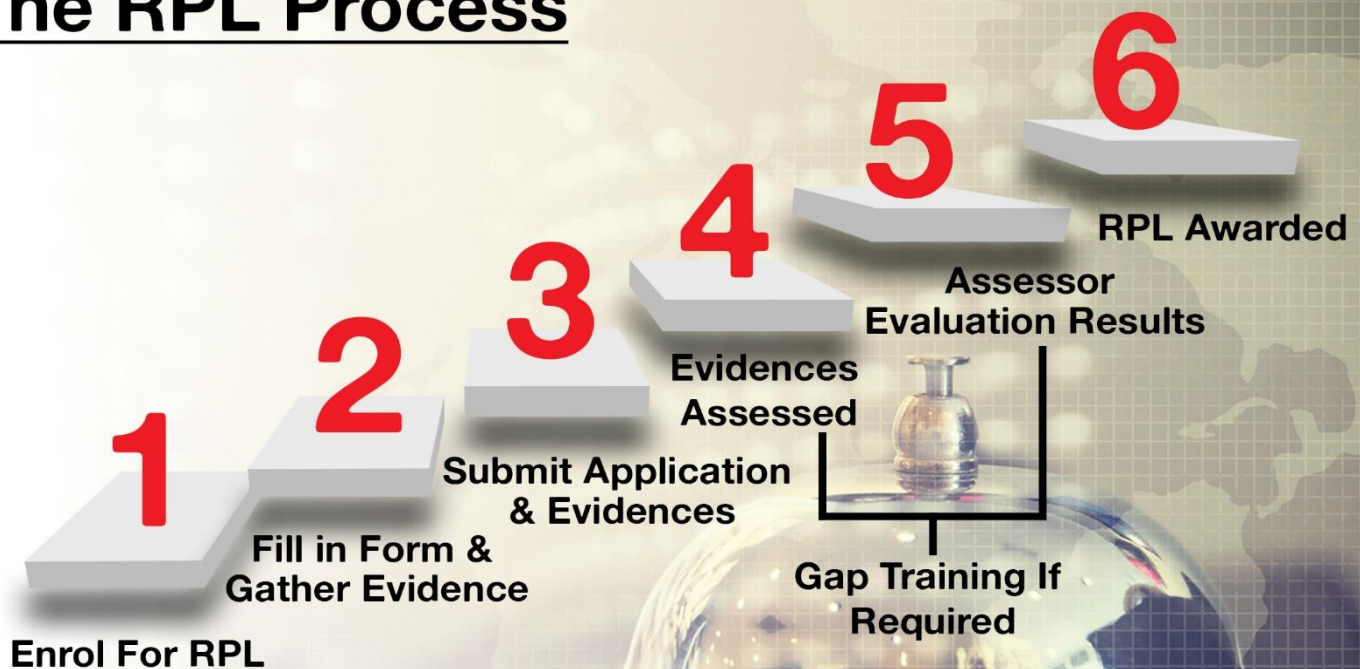 he RPL Process
1
Enrol For RPL
2
Fill in Form &
Gather Evidence
3
Submit Application
& Evidences
4
Evidences
Assessed
5
Assessor
Evaluation Results
Gap Training If
Required
6
RPL Awarded